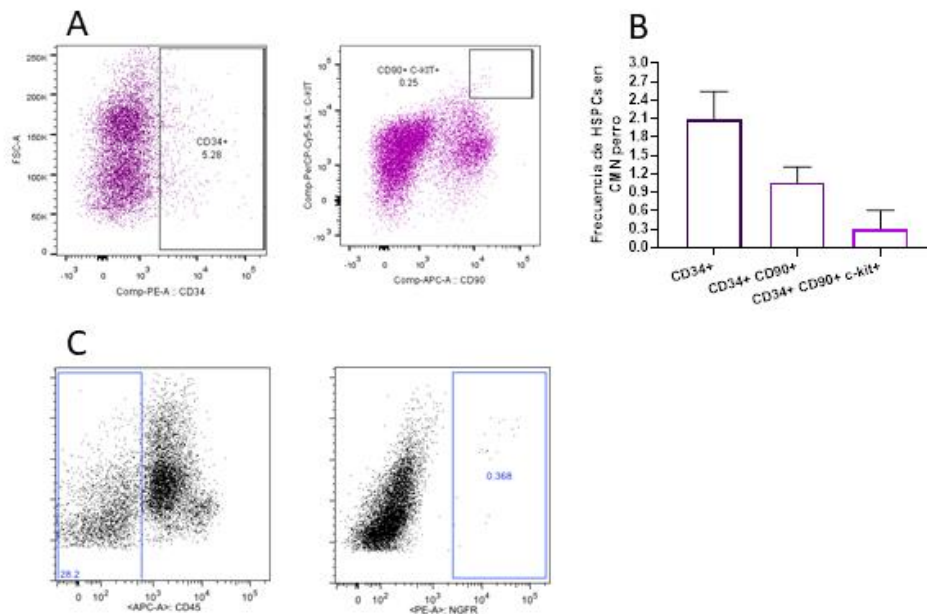 A
250K
200K
150K
100K
50K
0
FSC-A
CD34+
5.28
-10³ 0 10³ 10⁴ 10⁵
Comp-PE-A :: CD34
CD90+ C-KIT+
0.25
10⁵
10⁴
10³
0
-10³
Comp-PerCP-Cy5-5-A :: C-KIT
-10³ 0 10³ 10⁴ 10⁵
Comp-APC-A :: CD90
B
Frecuencia de HSPCs en
CMN perro
3.0
2.7
2.4
2.1
1.8
1.5
1.2
0.9
0.6
0.3
0.0
CD34+
CD34+ CD90+
CD34+ CD90+ c-kit+
C
28.2
0 10² 10³ 10⁴ 10⁵
<APC-A>: CD45
0.368
10² 10³ 10⁴ 10⁵
<PE-A>: NGFR